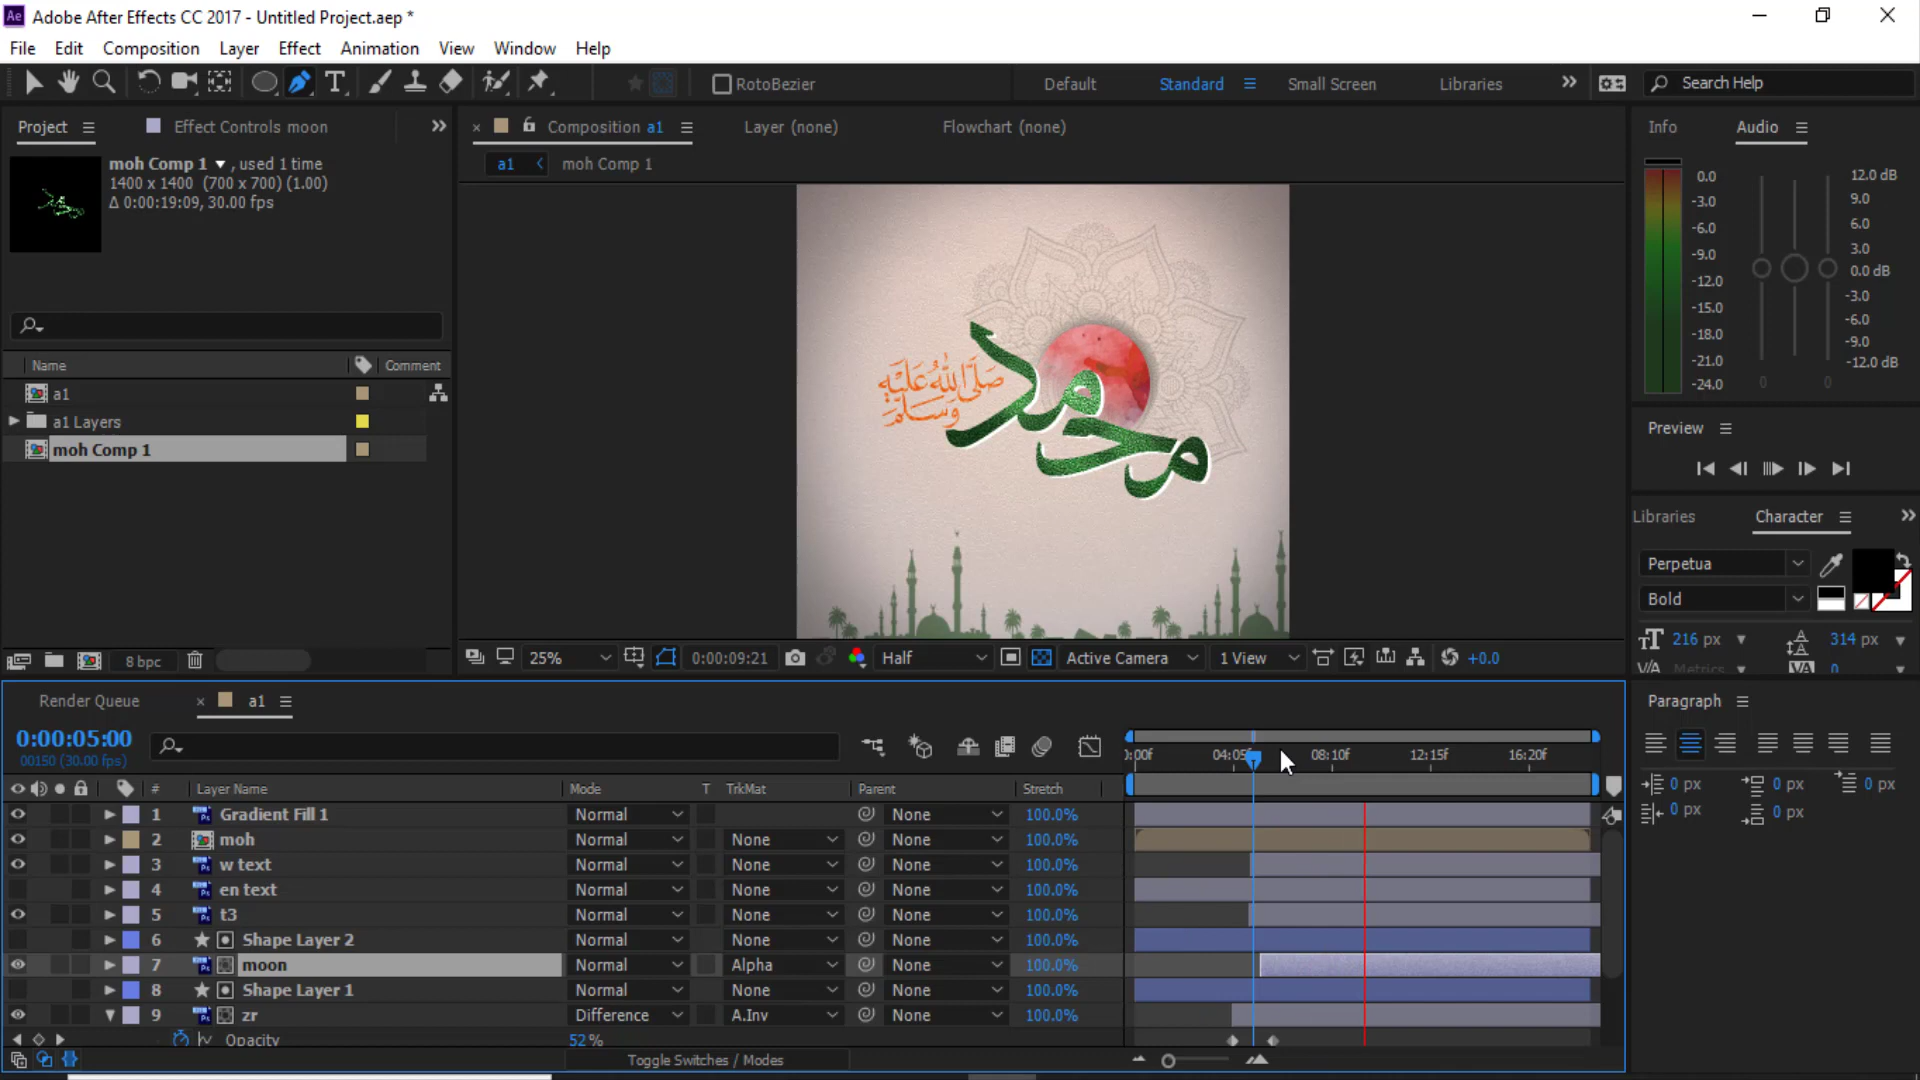 Ae Adobe After Effects CC 2017 - Untitled Project.aep *
File Edit Composition Layer Effect Animation View Window Help
RotoBezier Default Standard Small Screen Libraries Search Help
Project Effect Controls moon
Composition a1 Layer (none) Flowchart (none)
Info Audio
a1 moh Comp 1
moh Comp 1 , used 1 time
1400 x 1400 (700 x 700) (1.00)
Δ 0:00:19:09, 30.00 fps
0.0
-3.0
-6.0
-9.0
-12.0
-15.0
-18.0
-21.0
-24.0
12.0 dB
9.0
6.0
3.0
0.0 dB
-3.0
-6.0
-9.0
-12.0 dB
0 0
محمد
صَلَّى اللهُ عَلَيْهِ
وَسَلَّمَ
Name Comment
a1
a1 Layers
moh Comp 1
8 bpc
25% 0:00:09:21 Half Active Camera 1 View +0.0
Preview
Libraries Character
Perpetua
Bold
216 px 314 px
Metrics 0
Paragraph
0 px 0 px 0 px
0 px 0 px
Render Queue a1
0:00:05:00
00150 (30.00 fps)
0:00f 04:05f 08:10f 12:15f 16:20f
# Layer Name Mode T TrkMat Parent Stretch
1 Gradient Fill 1 Normal None 100.0%
2 moh Normal None None 100.0%
3 w text Normal None None 100.0%
4 en text Normal None None 100.0%
5 t3 Normal None None 100.0%
6 Shape Layer 2 Normal None None 100.0%
7 moon Normal Alpha None 100.0%
8 Shape Layer 1 Normal None None 100.0%
9 zr Difference A.Inv None 100.0%
Opacity 52 %
Toggle Switches / Modes